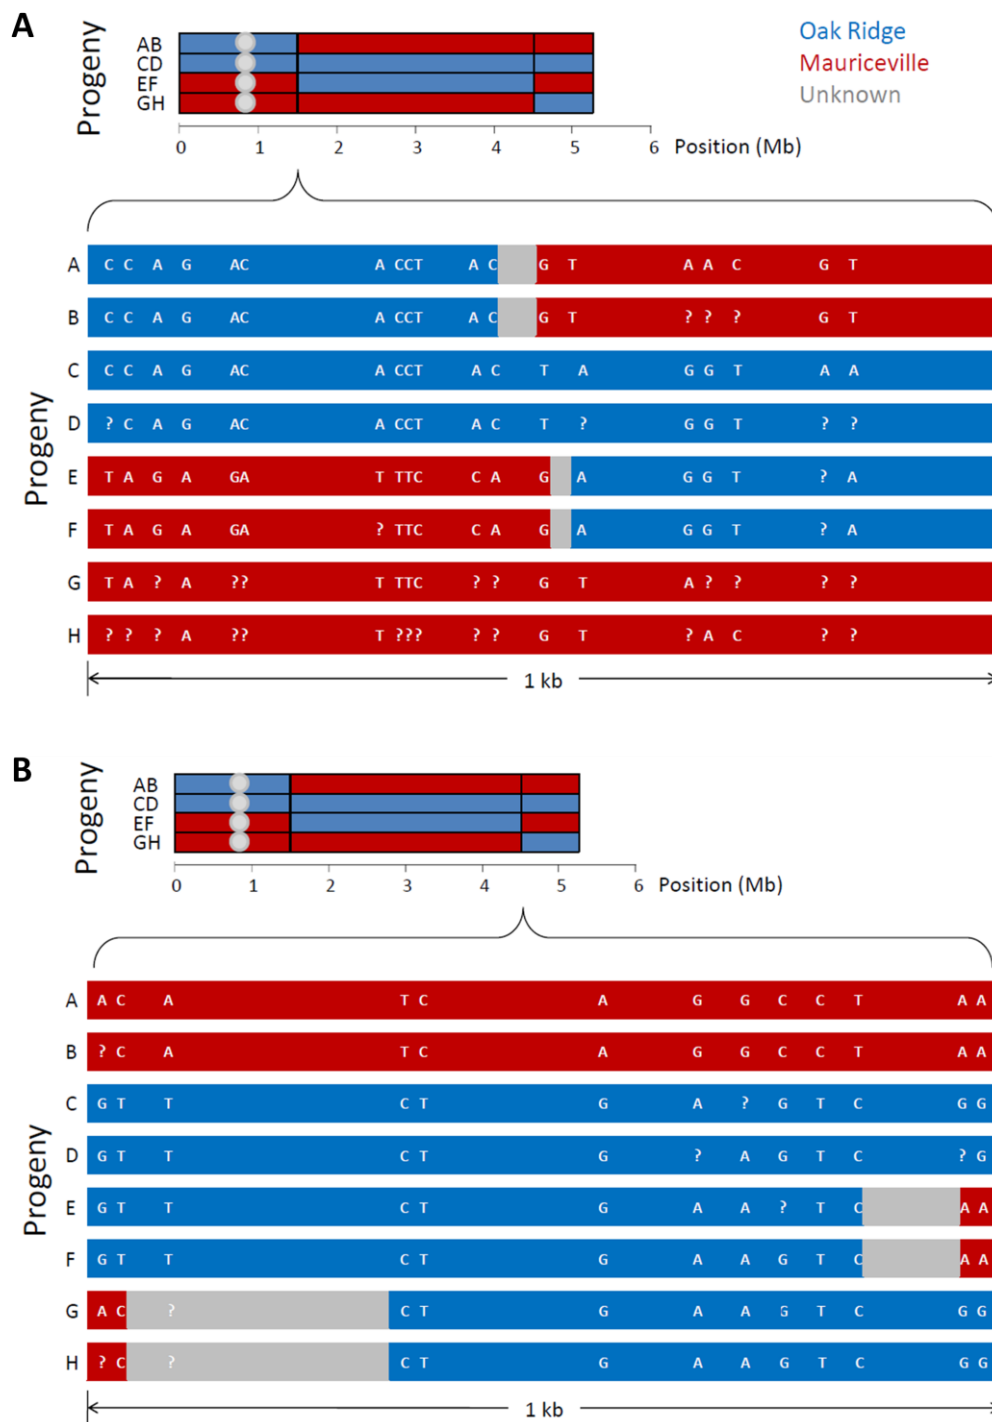 A
Progeny
AB
CD
EF
GH
Oak Ridge
Mauriceville
Unknown
0 1 2 3 4 5 6 Position (Mb)
Progeny
A C C A G AC A CCT A C G T A A C G T
B C C A G AC A CCT A C G T ? ? ? G T
C C C A G AC A CCT A C T A G G T A A
D ? C A G AC A CCT A C T ? G G T ? ?
E T A G A GA T TTC C A G A G G T ? A
F T A G A GA ? TTC C A G A G G T ? A
G T A ? A ?? T TTC ? ? G T A ? ? ? ?
H ? ? ? A ?? T ??? ? ? G T ? A C ? ?
1 kb
B
Progeny
AB
CD
EF
GH
0 1 2 3 4 5 6 Position (Mb)
Progeny
A A C A T C A G G C C T A A
B ? C A T C A G G C C T A A
C G T T C T G A ? G T C G G
D G T T C T G ? A G T C ? G
E G T T C T G A A ? T C A A
F G T T C T G A A G T C A A
G A C ? C T G A A G T C G G
H ? C ? C T G A A G T C G G
1 kb